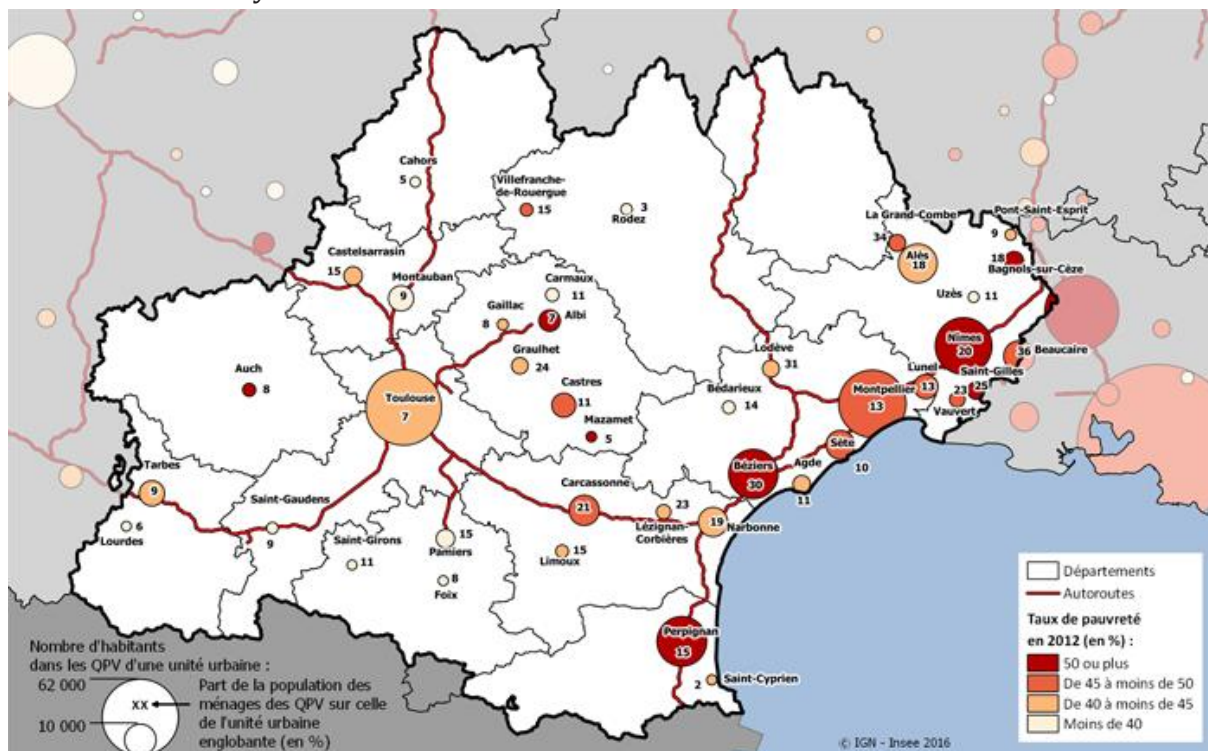 Cahors
5
Villefranche-
de-Rouergue
15
3
Rodez
La Grand-Combe
34
Pont-Saint-Esprit
9
Alès
18
18
Bagnols-sur-Cèze
Uzès
11
Castelsarrasin
15
Montauban
9
Carmaux
11
Gaillac
8
7
Albi
Graulhet
24
Auch
8
Castres
11
Mazamet
5
Toulouse
7
Lodève
31
Bédarieux
14
Nîmes
20
36
Beaucaire
Saint-Gilles
25
Lunel
13
23
Vauvert
Montpellier
13
Sète
10
Béziers
30
Agde
11
Tarbes
9
Saint-Gaudens
9
6
Lourdes
Carcassonne
21
23
Lézignan-
Corbières
19
Narbonne
Saint-Girons
11
15
Pamiers
8
Foix
15
Limoux
Perpignan
15
2
Saint-Cyprien
Nombre d'habitants
dans les QPV d'une unité urbaine :
62 000
10 000
xx
Part de la population des
ménages des QPV sur celle
de l'unité urbaine
englobante (en %)
Départements
Autoroutes
Taux de pauvreté
en 2012 (en %) :
50 ou plus
De 45 à moins de 50
De 40 à moins de 45
Moins de 40
© IGN - Insee 2016